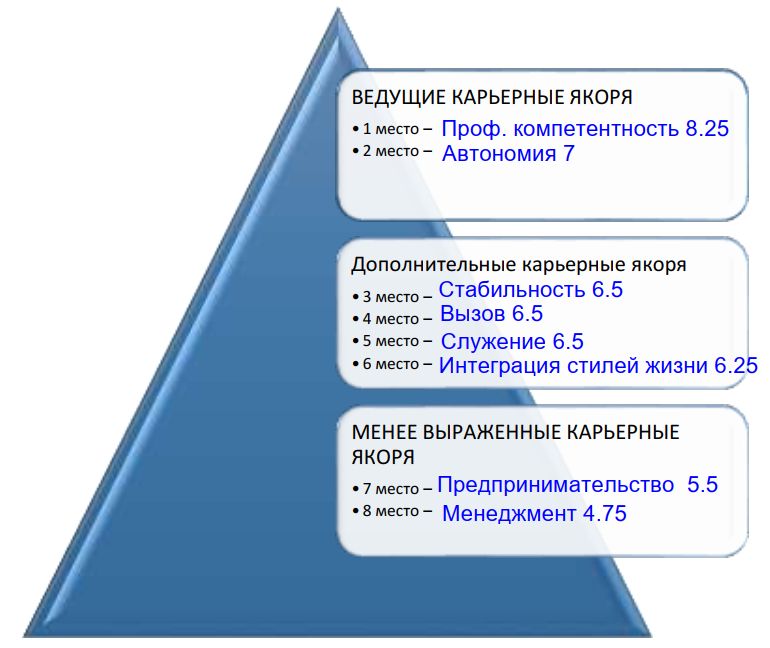 ВЕДУЩИЕ КАРЬЕРНЫЕ ЯКОРЯ
• 1 место – Проф. компетентность 8.25
• 2 место – Автономия 7
Дополнительные карьерные якоря
• 3 место – Стабильность 6.5
• 4 место – Вызов 6.5
• 5 место – Служение 6.5
• 6 место – Интеграция стилей жизни 6.25
МЕНЕЕ ВЫРАЖЕННЫЕ КАРЬЕРНЫЕ
ЯКОРЯ
• 7 место – Предпринимательство 5.5
• 8 место – Менеджмент 4.75